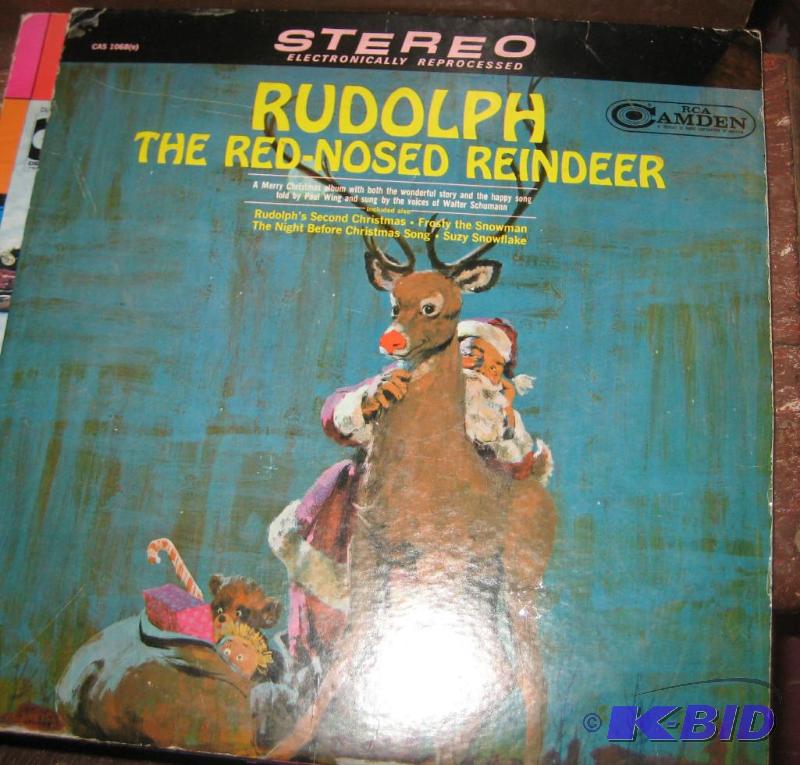 CAS 1068(e)
STEREO
ELECTRONICALLY REPROCESSED
RCA
CAMDEN
RUDOLPH
THE RED-NOSED REINDEER
A Merry Christmas album with both the wonderful story and the happy song
told by Paul Wing and sung by the voices of Walter Schumann
included also
Rudolph's Second Christmas • Frosty the Snowman
The Night Before Christmas Song • Suzy Snowflake
© K-BID